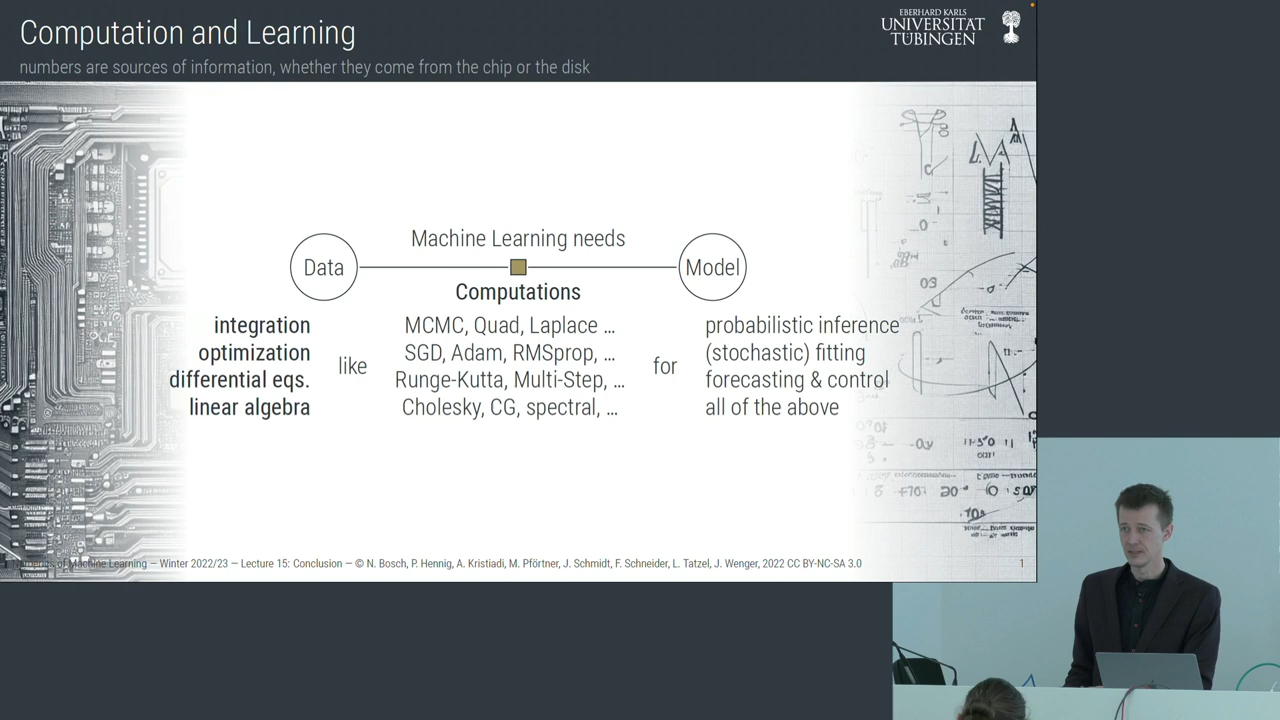 Computation and Learning
numbers are sources of information, whether they come from the chip or the disk
EBERHARD KARLS
UNIVERSITÄT
TÜBINGEN
Machine Learning needs
Data
Model
Computations
integration
optimization
differential eqs.
linear algebra
like
MCMC, Quad, Laplace ...
SGD, Adam, RMSprop, ...
Runge-Kutta, Multi-Step, ...
Cholesky, CG, spectral, ...
for
probabilistic inference
(stochastic) fitting
forecasting & control
all of the above
of Machine Learning — Winter 2022/23 — Lecture 15: Conclusion — © N. Bosch, P. Hennig, A. Kristiadi, M. Pförtner, J. Schmidt, F. Schneider, L. Tatzel, J. Wenger, 2022 CC BY-NC-SA 3.0
1